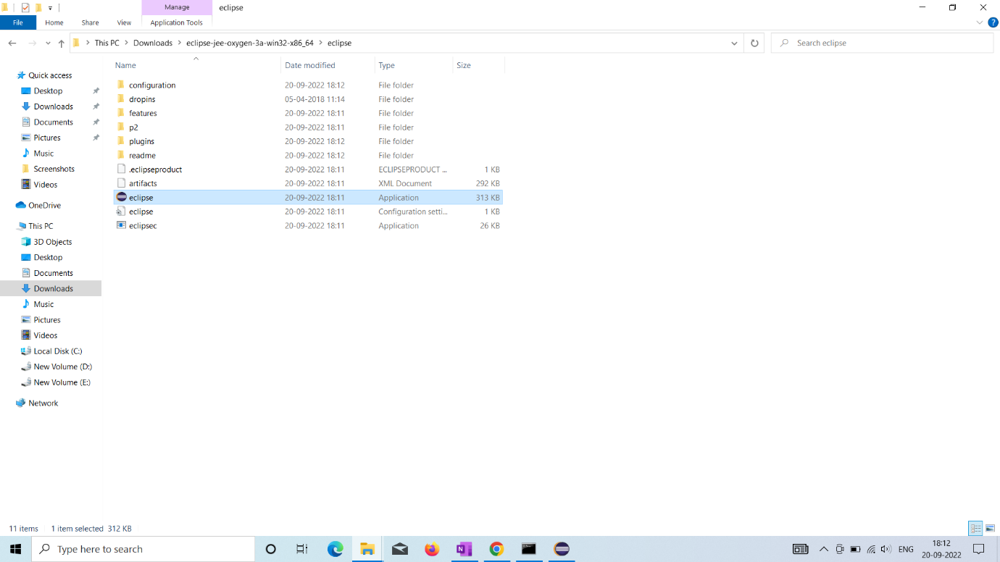 Manage
eclipse
File
Home
Share
View
Application Tools
This PC
Downloads
eclipse-jee-oxygen-3a-win32-x86_64
eclipse
Search eclipse
Name
Date modified
Type
Size
Quick access
Desktop
Downloads
Documents
Pictures
Music
Screenshots
Videos
OneDrive
This PC
3D Objects
Desktop
Documents
Downloads
Music
Pictures
Videos
Local Disk (C:)
New Volume (D:)
New Volume (E:)
Network
configuration 20-09-2022 18:12 File folder
dropins 05-04-2018 11:14 File folder
features 20-09-2022 18:11 File folder
p2 20-09-2022 18:11 File folder
plugins 20-09-2022 18:12 File folder
readme 20-09-2022 18:12 File folder
.eclipseproduct 20-09-2022 18:11 ECLIPSEPRODUCT ... 1 KB
artifacts 20-09-2022 18:11 XML Document 292 KB
eclipse 20-09-2022 18:11 Application 313 KB
eclipse 20-09-2022 18:11 Configuration setti... 1 KB
eclipsec 20-09-2022 18:11 Application 26 KB
11 items
1 item selected 312 KB
Type here to search
ENG
18:12
20-09-2022